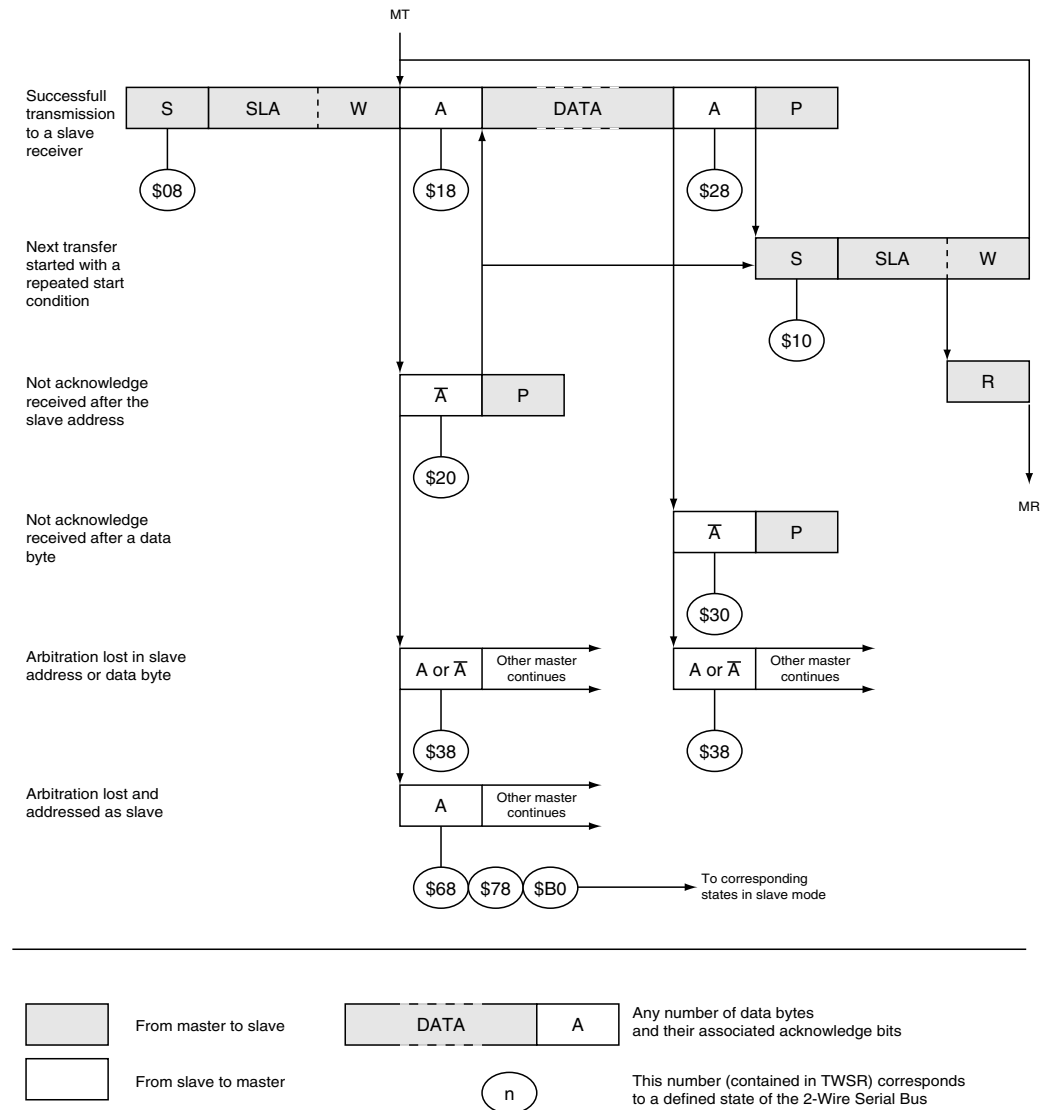 MT
Successfull
transmission
to a slave
receiver
S SLA W A DATA A P
$08 $18 $28
Next transfer
started with a
repeated start
condition
S SLA W
$10
Not acknowledge
received after the
slave address
A̅ P
R
$20
MR
Not acknowledge
received after a data
byte
A̅ P
$30
Arbitration lost in slave
address or data byte
A or A̅ Other master
continues
A or A̅ Other master
continues
$38 $38
Arbitration lost and
addressed as slave
A Other master
continues
$68 $78 $B0
To corresponding
states in slave mode
From master to slave
DATA A
Any number of data bytes
and their associated acknowledge bits
From slave to master
n
This number (contained in TWSR) corresponds
to a defined state of the 2-Wire Serial Bus